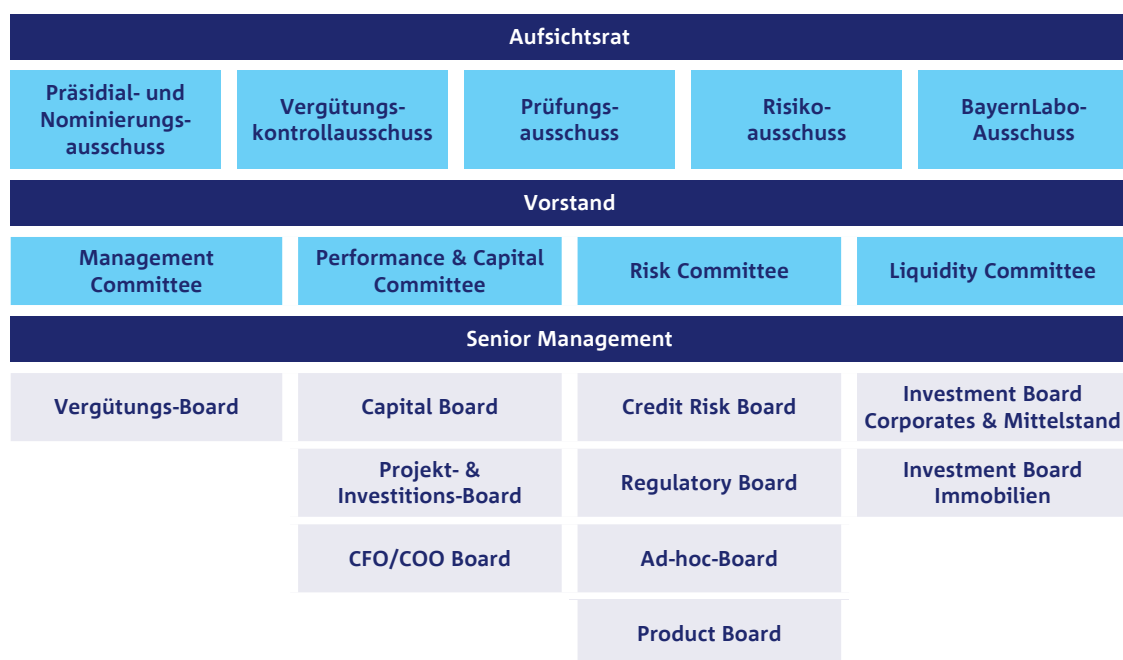 Aufsichtsrat
Präsidial- und
Nominierungs-
ausschuss
Vergütungs-
kontrollausschuss
Prüfungs-
ausschuss
Risiko-
ausschuss
BayernLabo-
Ausschuss
Vorstand
Management
Committee
Performance & Capital
Committee
Risk Committee
Liquidity Committee
Senior Management
Vergütungs-Board
Capital Board
Credit Risk Board
Investment Board
Corporates & Mittelstand
Projekt- &
Investitions-Board
Regulatory Board
Investment Board
Immobilien
CFO/COO Board
Ad-hoc-Board
Product Board